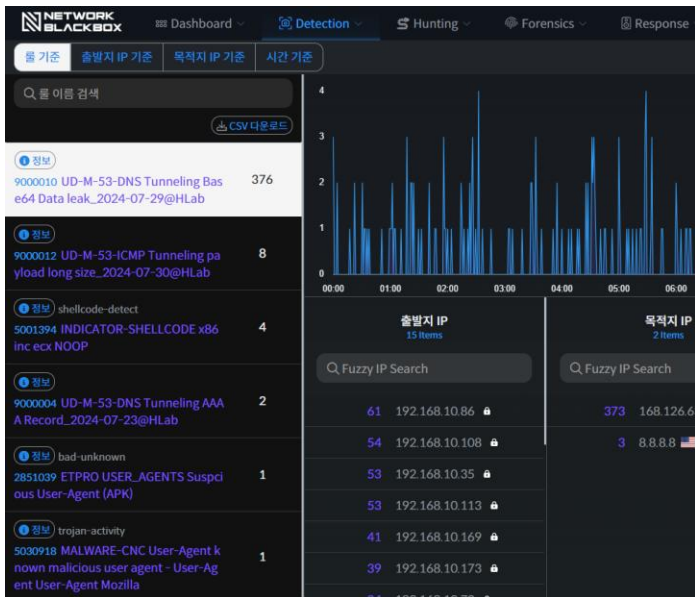 NETWORK
BLACKBOX
Dashboard
Detection
Hunting
Forensics
Response
룰 기준
출발지 IP 기준
목적지 IP 기준
시간 기준
룰 이름 검색
CSV 다운로드
정보
9000010 UD-M-53-DNS Tunneling Bas
e64 Data leak_2024-07-29@HLab
376
정보
9000012 UD-M-53-ICMP Tunneling pa
yload long size_2024-07-30@HLab
8
정보 shellcode-detect
5001394 INDICATOR-SHELLCODE x86
inc ecx NOOP
4
정보
9000004 UD-M-53-DNS Tunneling AAA
A Record_2024-07-23@HLab
2
정보 bad-unknown
2851039 ETPRO USER_AGENTS Suspci
ous User-Agent (APK)
1
정보 trojan-activity
5030918 MALWARE-CNC User-Agent k
nown malicious user agent - User-Ag
ent User-Agent Mozilla
1
4
3
2
1
0
00:00 01:00 02:00 03:00 04:00 05:00 06:00
출발지 IP
15 Items
Fuzzy IP Search
61 192.168.10.86
54 192.168.10.108
53 192.168.10.35
53 192.168.10.113
41 192.168.10.169
39 192.168.10.173
목적지 IP
2 Items
Fuzzy IP Search
373 168.126.6
3 8.8.8.8